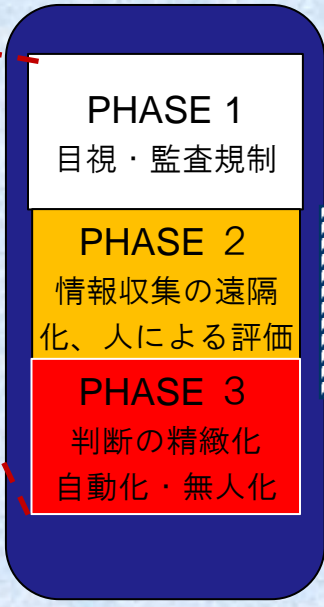 PHASE 1
目視・監査規制
PHASE ２
情報収集の遠隔
化、人による評価
PHASE ３
判断の精緻化
自動化・無人化